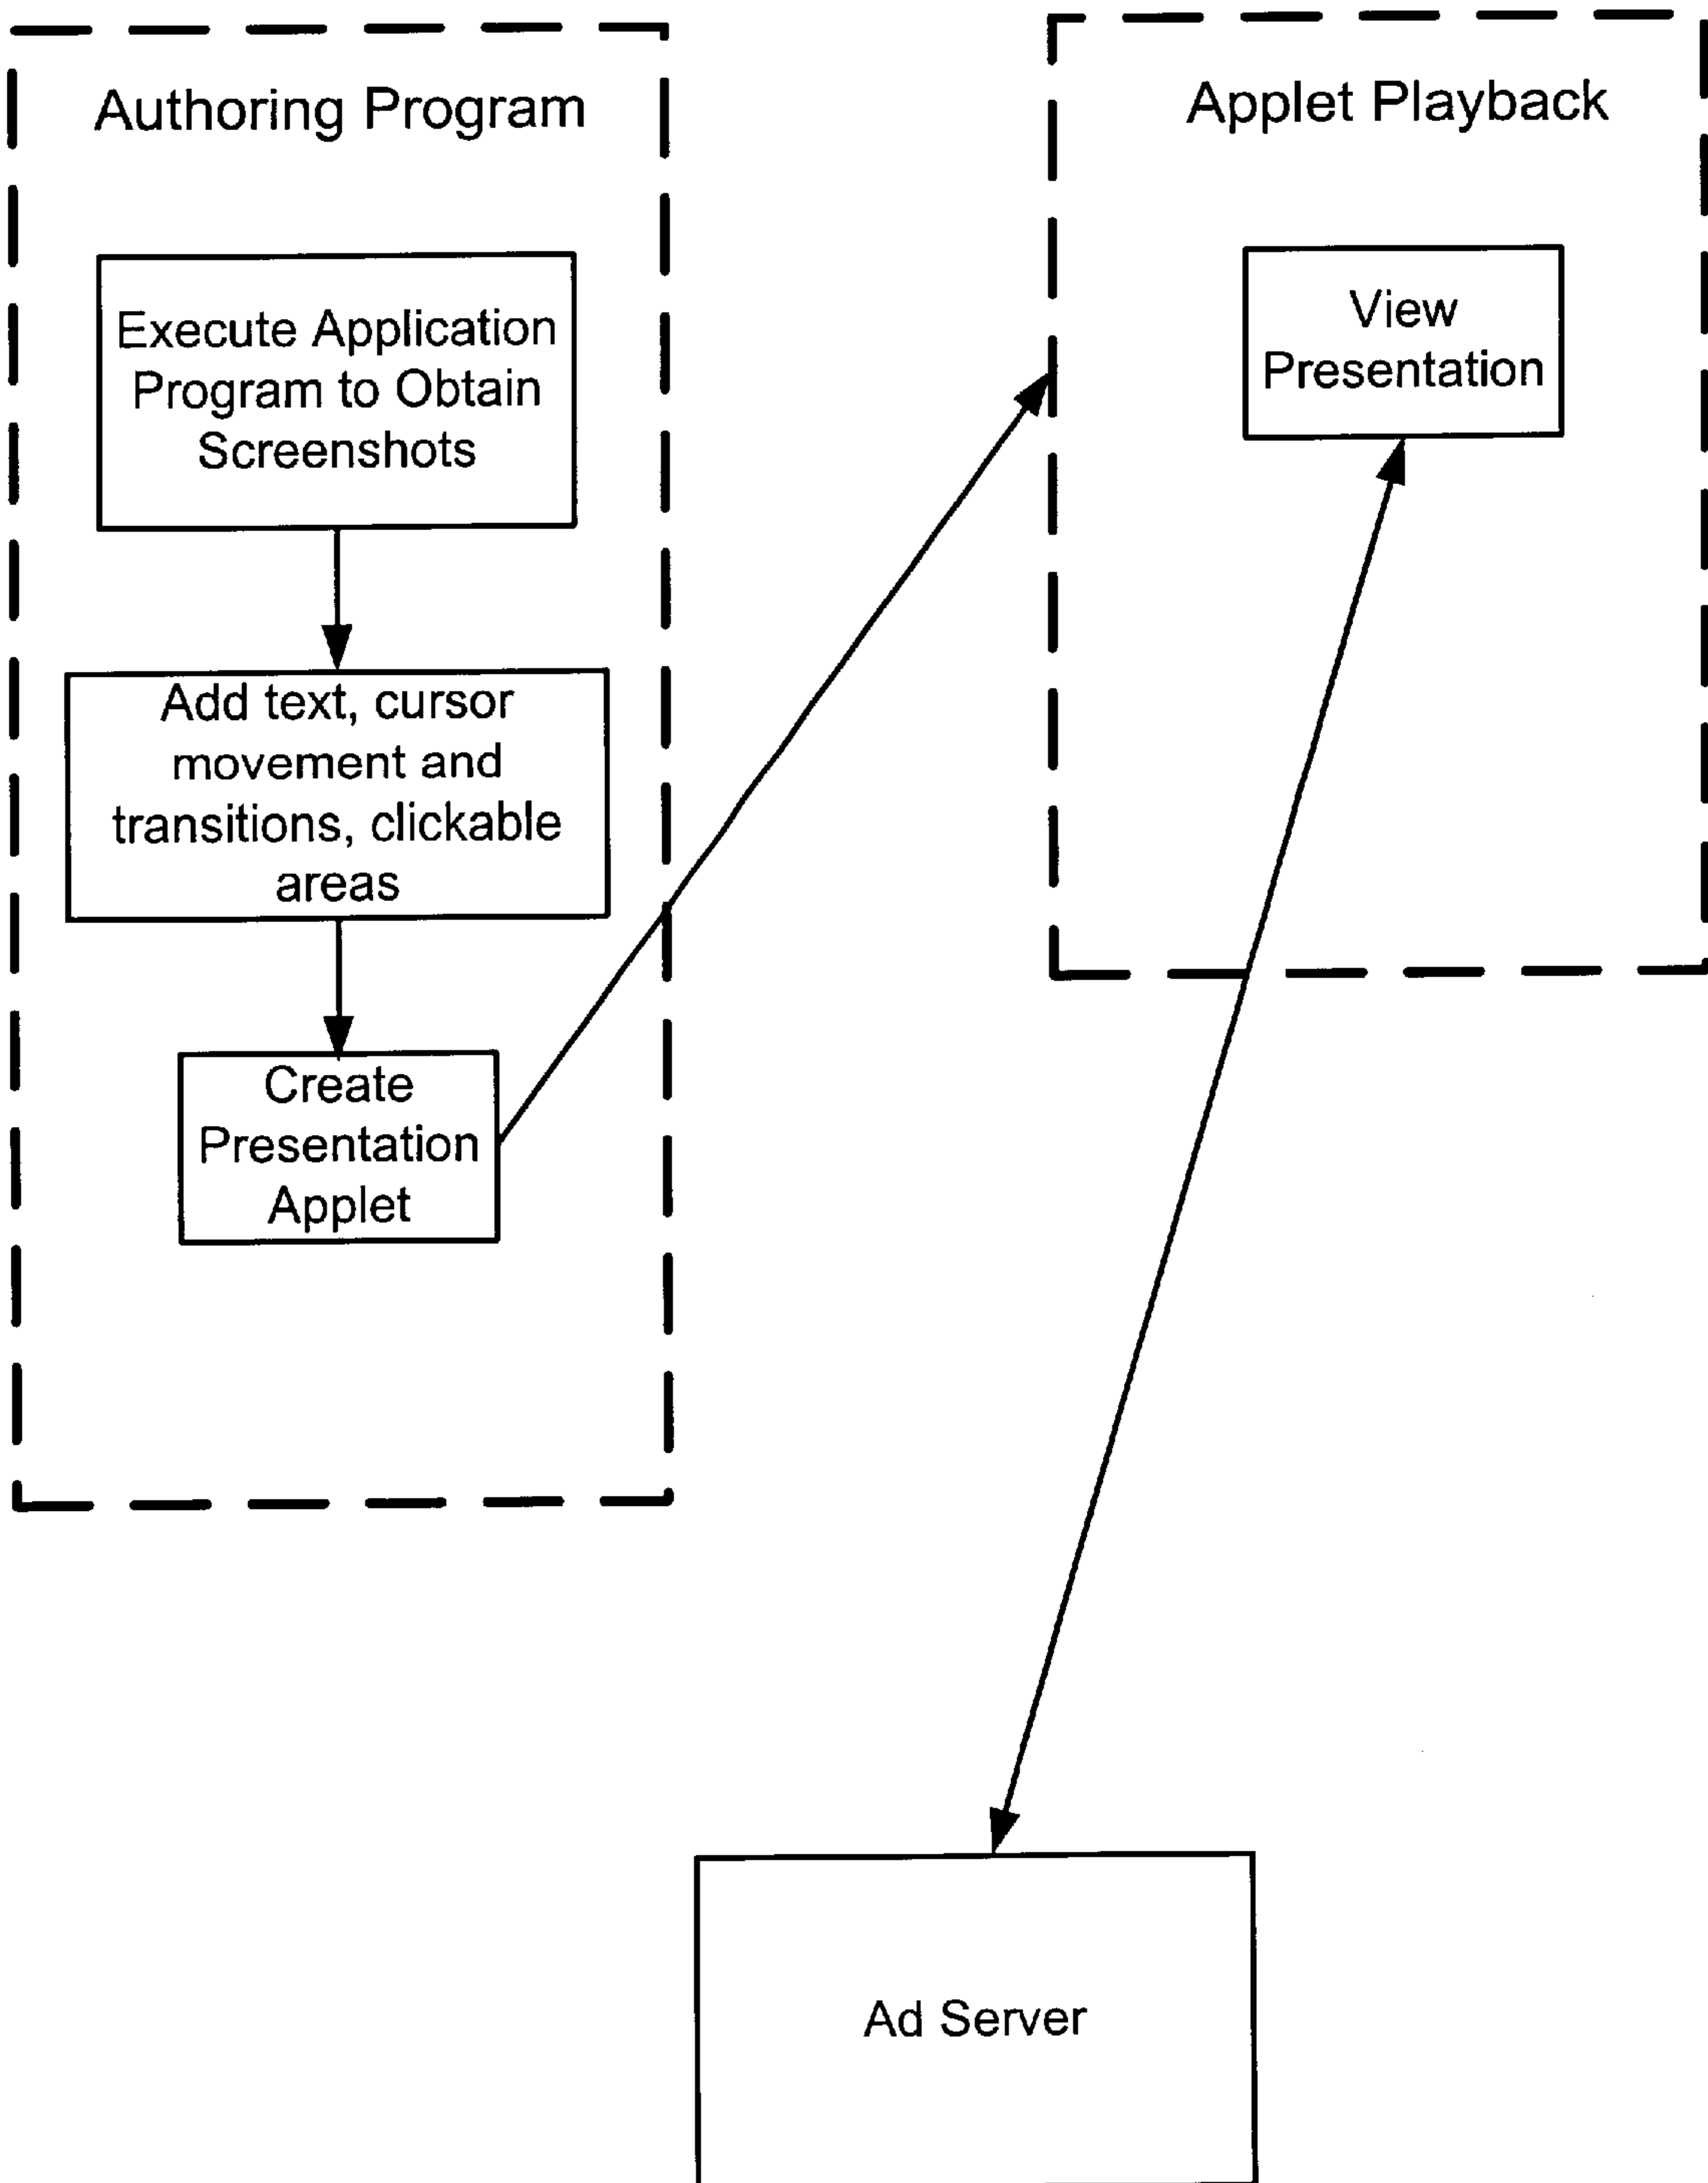 Authoring Program
Execute Application
Program to Obtain
Screenshots
Add text, cursor
movement and
transitions, clickable
areas
Create
Presentation
Applet
Applet Playback
View
Presentation
Ad Server